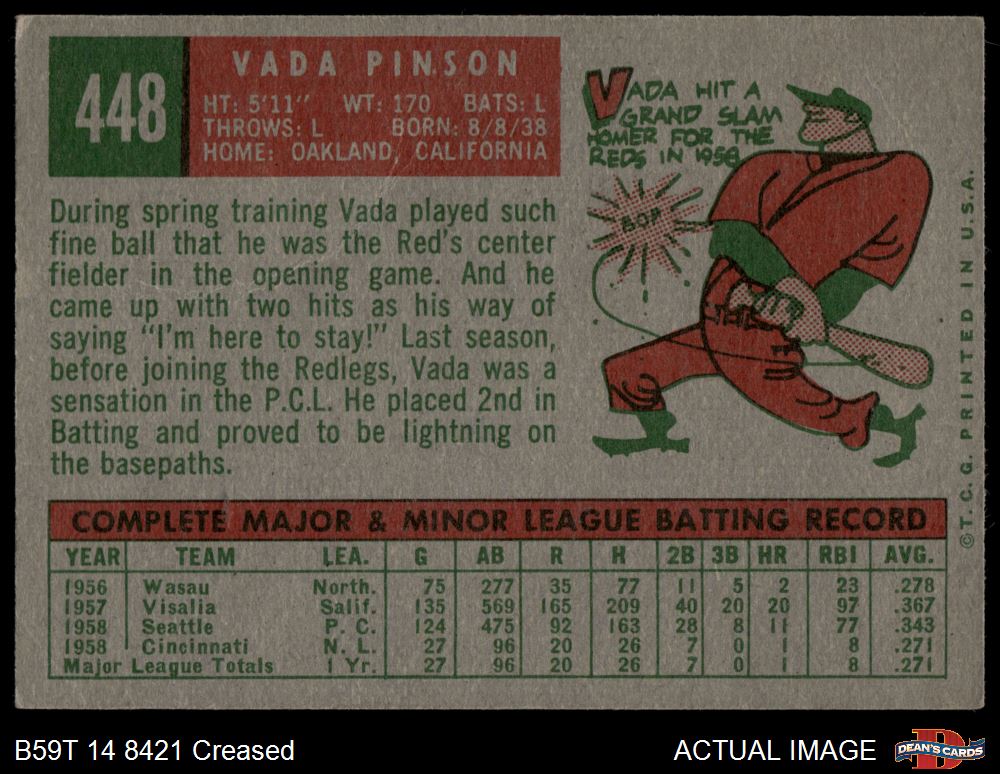 448
VADA PINSON
HT: 5'11" WT: 170 BATS: L
THROWS: L BORN: 8/8/38
HOME: OAKLAND, CALIFORNIA
VADA HIT A
GRAND SLAM
HOMER FOR THE
REDS IN 1958
BOP
During spring training Vada played such
fine ball that he was the Red's center
fielder in the opening game. And he
came up with two hits as his way of
saying "I'm here to stay!" Last season,
before joining the Redlegs, Vada was a
sensation in the P.C.L. He placed 2nd in
Batting and proved to be lightning on
the basepaths.
©T.C.G. PRINTED IN U.S.A.
COMPLETE MAJOR & MINOR LEAGUE BATTING RECORD
YEAR TEAM LEA. G AB R H 2B 3B HR RBI AVG.
1956 Wasau North. 75 277 35 77 11 5 2 23 .278
1957 Visalia Salif. 135 569 165 209 40 20 20 97 .367
1958 Seattle P. C. 124 475 92 163 28 8 11 77 .343
1958 Cincinnati N. L. 27 96 20 26 7 0 1 8 .271
Major League Totals 1 Yr. 27 96 20 26 7 0 1 8 .271
B59T 14 8421 Creased
ACTUAL IMAGE
DEAN'S CARDS